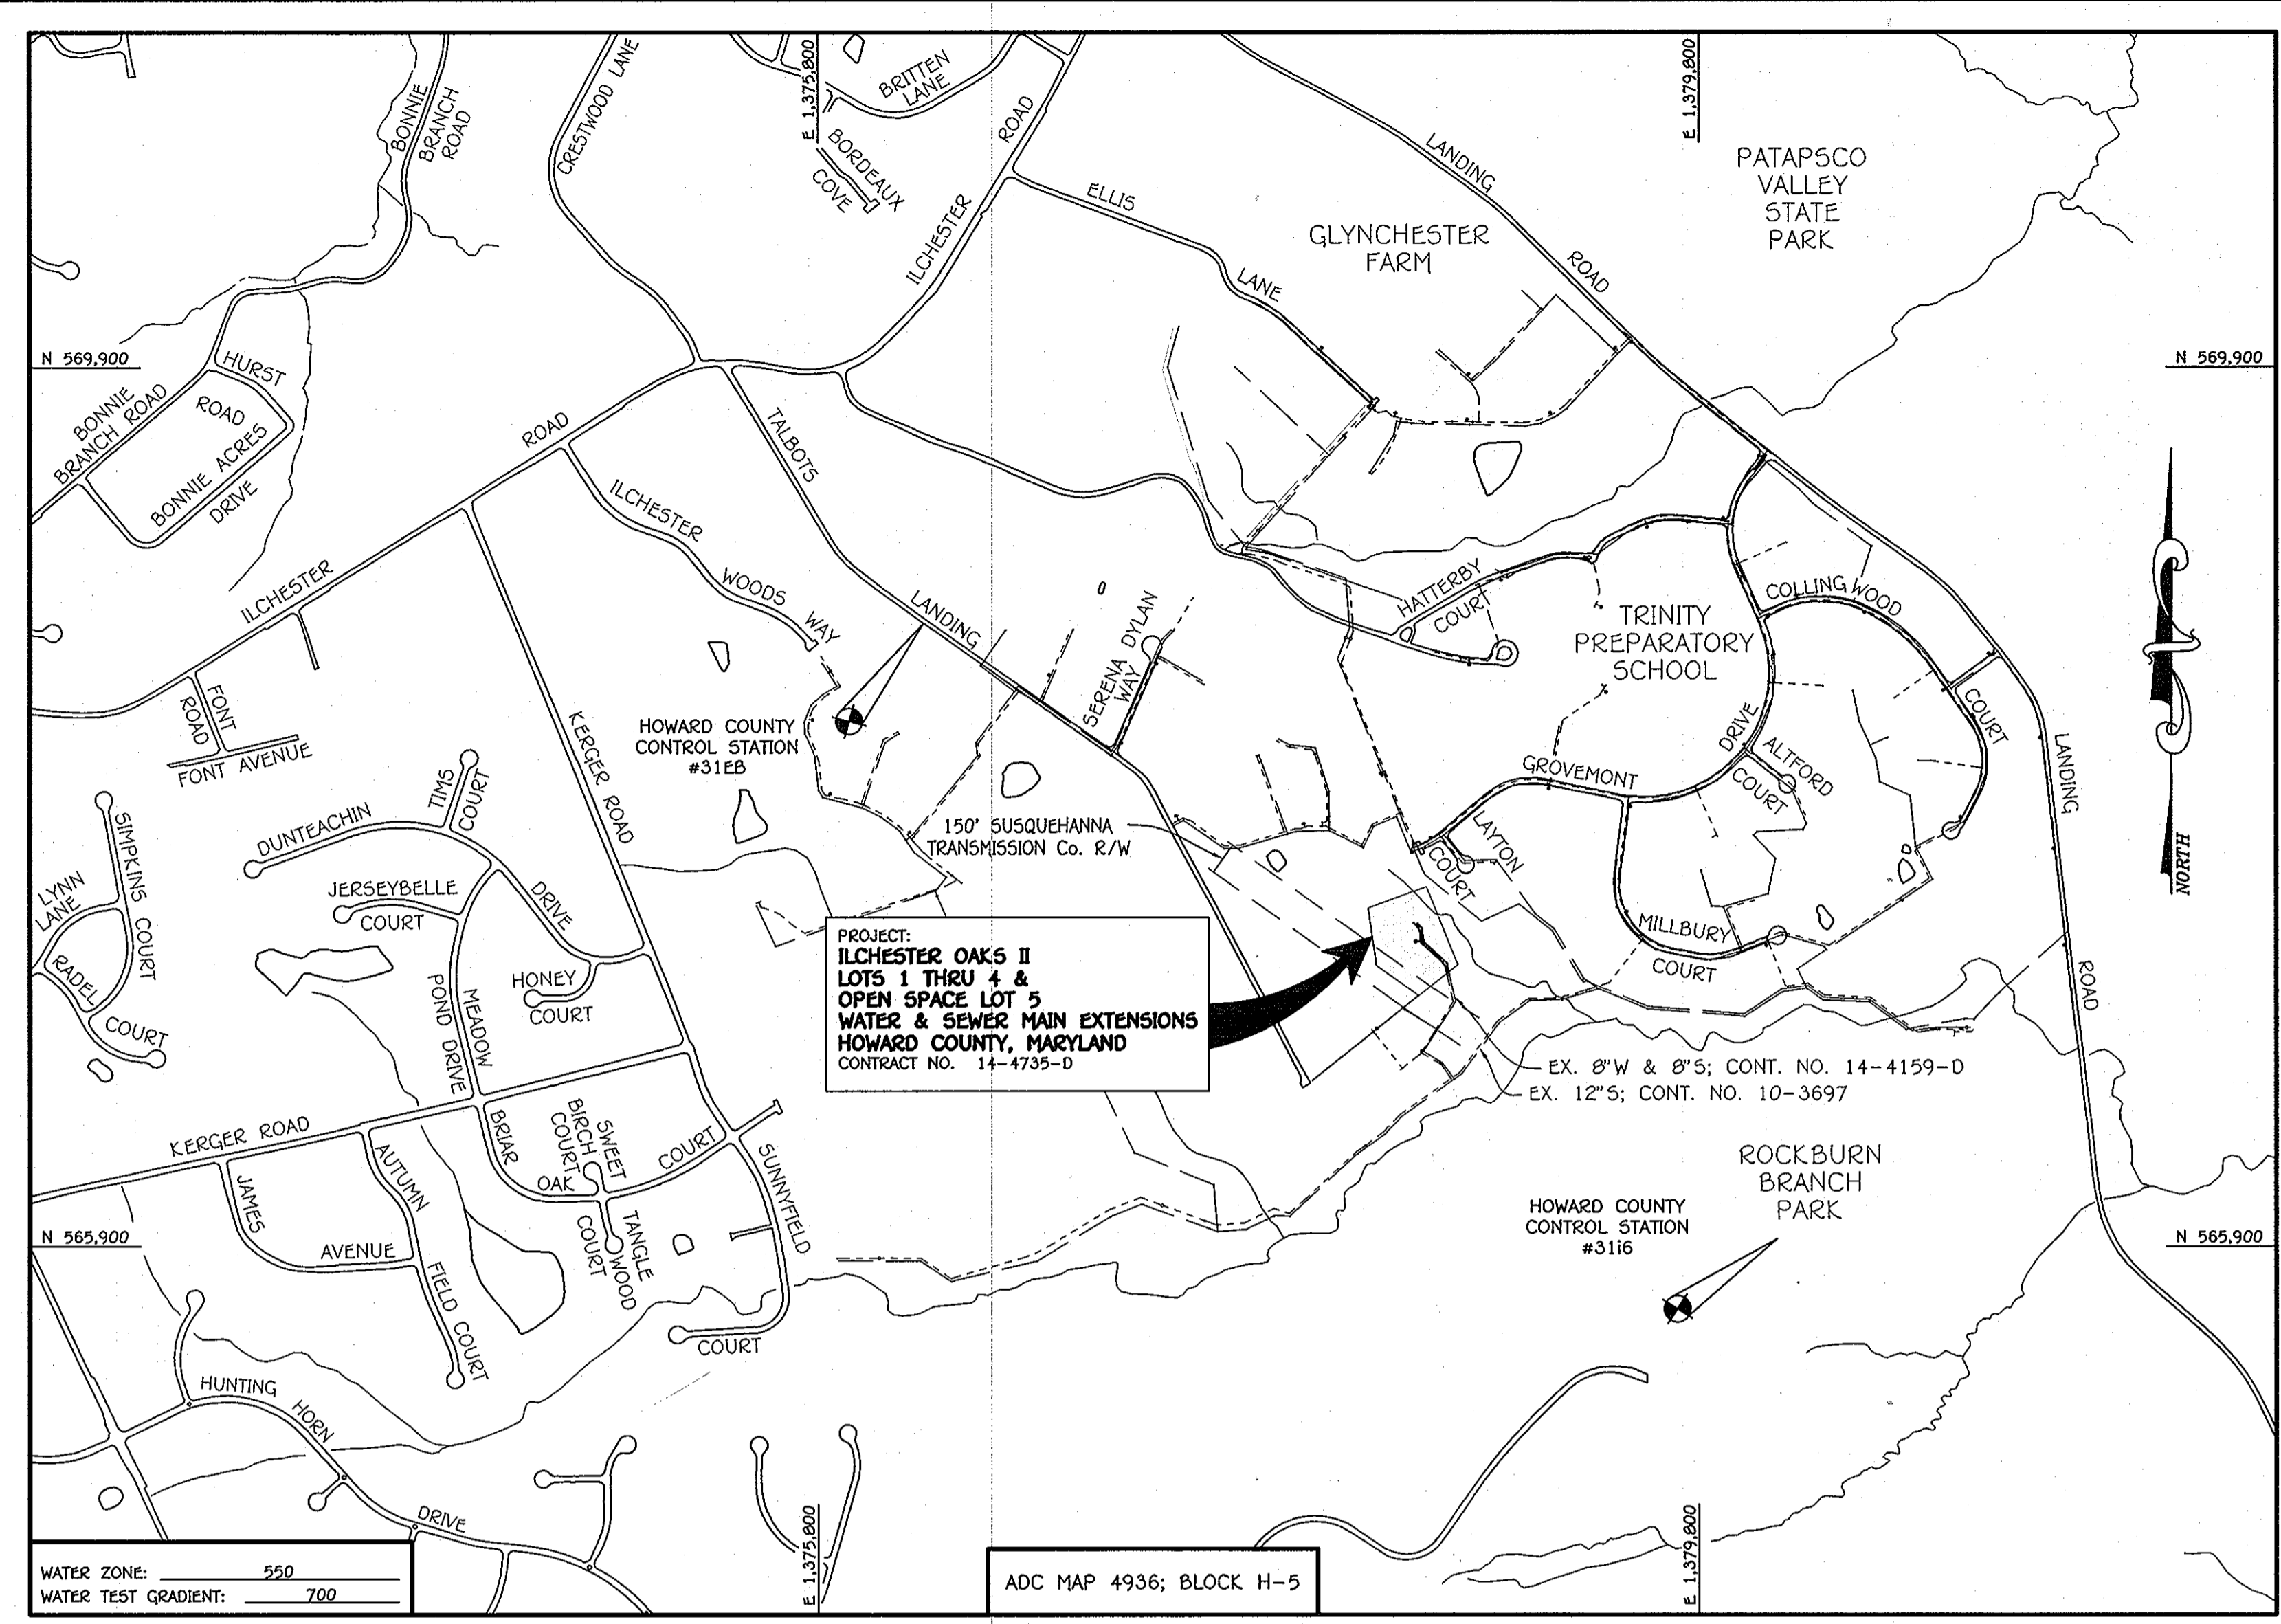 BONNIE
BRANCH
ROAD
CRESTWOOD LANE
E 1,375,800
BRITTEN
LANE
BORDEAUX
COVE
ROAD
ILCHESTER
ELLIS
LANE
LANDING
ROAD
E 1,379,800
GLYNCHESTER
FARM
PATAPSCO
VALLEY
STATE
PARK
N 569,900
N 569,900
HURST
ROAD
BONNIE
BRANCH ROAD
BONNIE ACRES
DRIVE
ROAD
ILCHESTER
TALBOTS
LANDING
ILCHESTER
WOODS
WAY
SERENA DYLAN
WAY
HATTERBY
COURT
TRINITY
PREPARATORY
SCHOOL
COLLINGWOOD
COURT
FONT
ROAD
FONT AVENUE
KERGER ROAD
HOWARD COUNTY
CONTROL STATION
#31EB
DRIVE
ALTFORD
COURT
GROVEMONT
LANDING
ROAD
NORTH
SIMPKINS COURT
DUNTEACHIN
TIMS
COURT
DRIVE
150' SUSQUEHANNA
TRANSMISSION Co. R/W
LAYTON
COURT
LYNN
LANE
JERSEYBELLE
COURT
MILLBURY
COURT
RADEL
COURT
HONEY
COURT
MEADOW
POND DRIVE
PROJECT:
ILCHESTER OAKS II
LOTS 1 THRU 4 &
OPEN SPACE LOT 5
WATER & SEWER MAIN EXTENSIONS
HOWARD COUNTY, MARYLAND
CONTRACT NO. 14-4735-D
EX. 8"W & 8"S; CONT. NO. 14-4159-D
EX. 12"S; CONT. NO. 10-3697
KERGER ROAD
BRIAR
OAK
COURT
SWEET
BIRCH
COURT
TANGLE
WOOD
COURT
SUNNYFIELD
COURT
JAMES
AVENUE
AUTUMN
FIELD COURT
ROCKBURN
BRANCH
PARK
HOWARD COUNTY
CONTROL STATION
#31i6
N 565,900
N 565,900
HUNTING
HORN
DRIVE
E 1,375,800
E 1,379,800
WATER ZONE: 550
WATER TEST GRADIENT: 700
ADC MAP 4936; BLOCK H-5